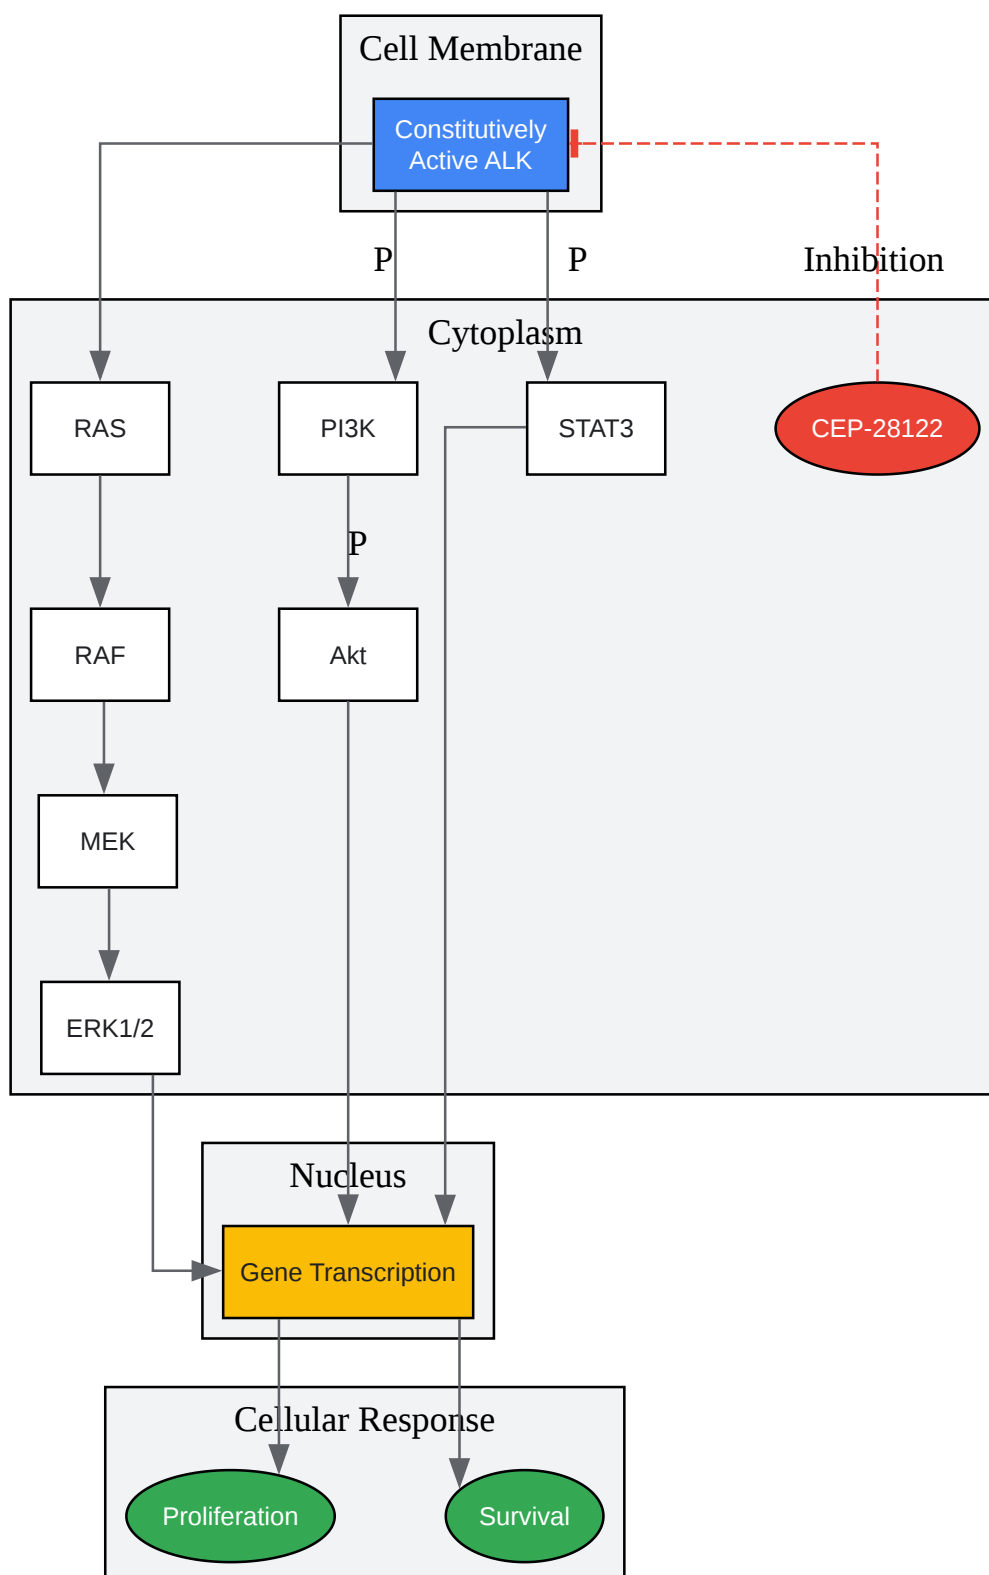 Cell Membrane
Constitutively
Active ALK
P
P
Inhibition
Cytoplasm
RAS
PI3K
STAT3
CEP-28122
P
RAF
Akt
MEK
ERK1/2
Nucleus
Gene Transcription
Cellular Response
Proliferation
Survival